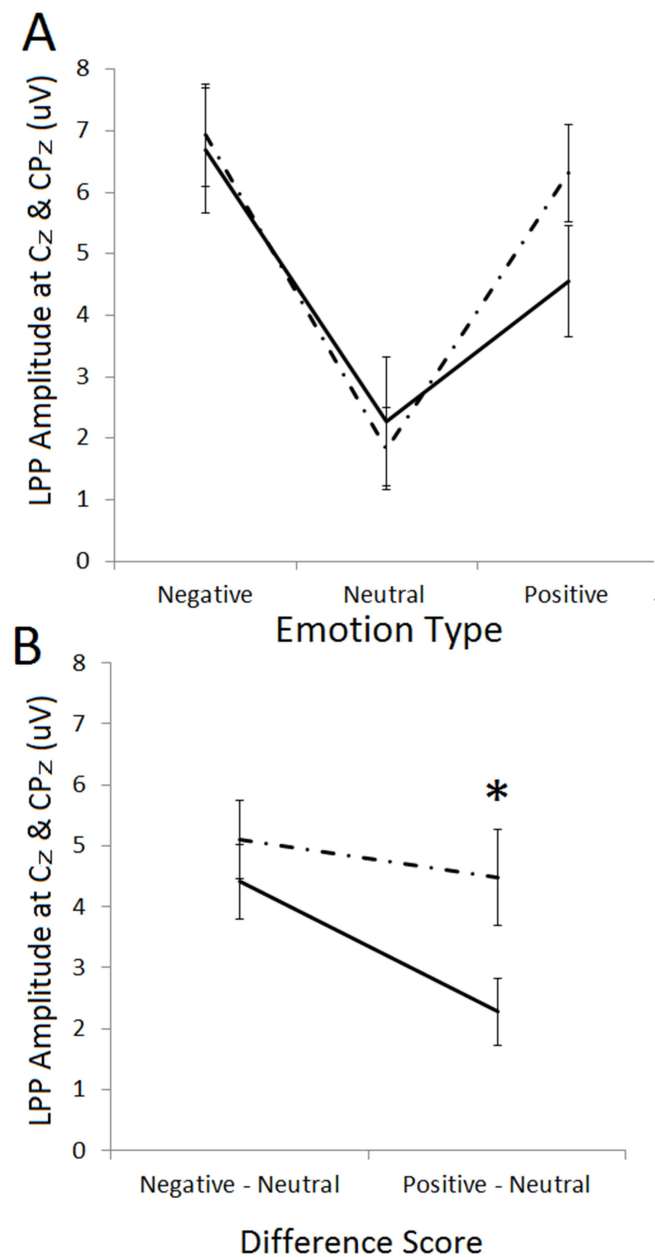 A
LPP Amplitude at Cz & CPz (uV)
8
7
6
5
4
3
2
1
0
Negative Neutral Positive
Emotion Type
B
LPP Amplitude at Cz & CPz (uV)
8
7
6
5
4
3
2
1
0
*
Negative - Neutral Positive - Neutral
Difference Score